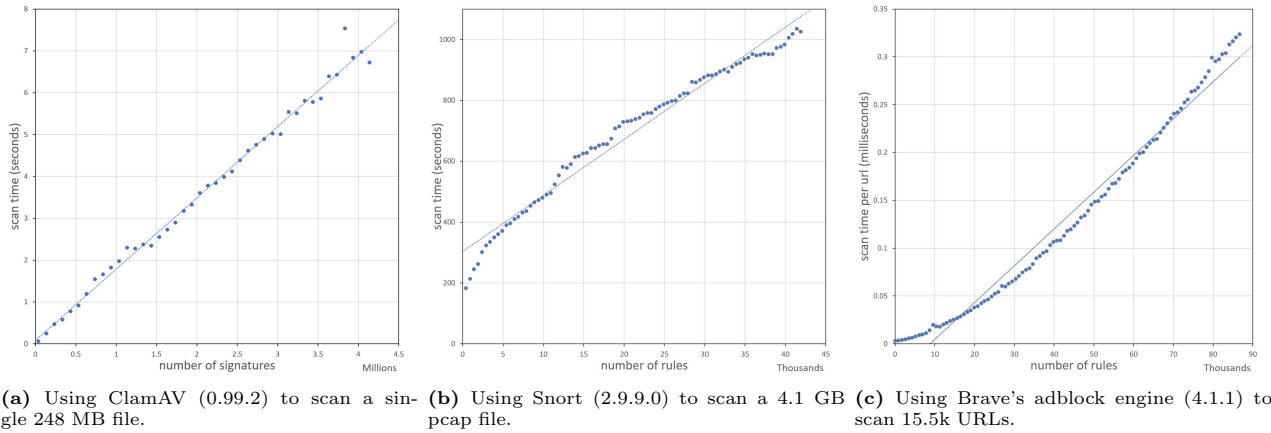 8
7
6
5
4
3
2
1
0
scan time (seconds)
0 0.5 1 1.5 2 2.5 3 3.5 4 4.5
number of signatures
Millions
1000
800
600
400
200
0
scan time (seconds)
0 5 10 15 20 25 30 35 40 45
number of rules
Thousands
0.35
0.3
0.25
0.2
0.15
0.1
0.05
0
scan time per url (milliseconds)
0 10 20 30 40 50 60 70 80 90
number of rules
Thousands
(a) Using ClamAV (0.99.2) to scan a sin-
gle 248 MB file.
(b) Using Snort (2.9.9.0) to scan a 4.1 GB
pcap file.
(c) Using Brave's adblock engine (4.1.1) to
scan 15.5k URLs.